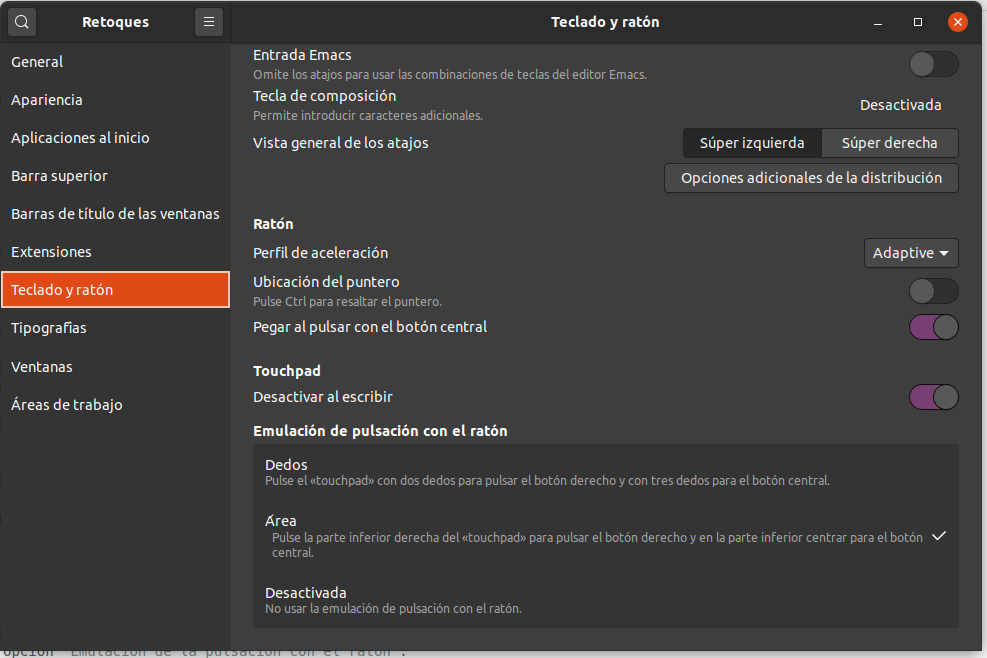 Retoques
Teclado y ratón
General
Apariencia
Aplicaciones al inicio
Barra superior
Barras de título de las ventanas
Extensiones
Teclado y ratón
Tipografías
Ventanas
Áreas de trabajo
Entrada Emacs
Omite los atajos para usar las combinaciones de teclas del editor Emacs.
Tecla de composición
Permite introducir caracteres adicionales.
Desactivada
Vista general de los atajos
Súper izquierda
Súper derecha
Opciones adicionales de la distribución
Ratón
Perfil de aceleración
Adaptive
Ubicación del puntero
Pulse Ctrl para resaltar el puntero.
Pegar al pulsar con el botón central
Touchpad
Desactivar al escribir
Emulación de pulsación con el ratón
Dedos
Pulse el «touchpad» con dos dedos para pulsar el botón derecho y con tres dedos para el botón central.
Área
Pulse la parte inferior derecha del «touchpad» para pulsar el botón derecho y en la parte inferior centrar para el botón
central.
Desactivada
No usar la emulación de pulsación con el ratón.
opción "Emulación de la pulsación con el ratón".